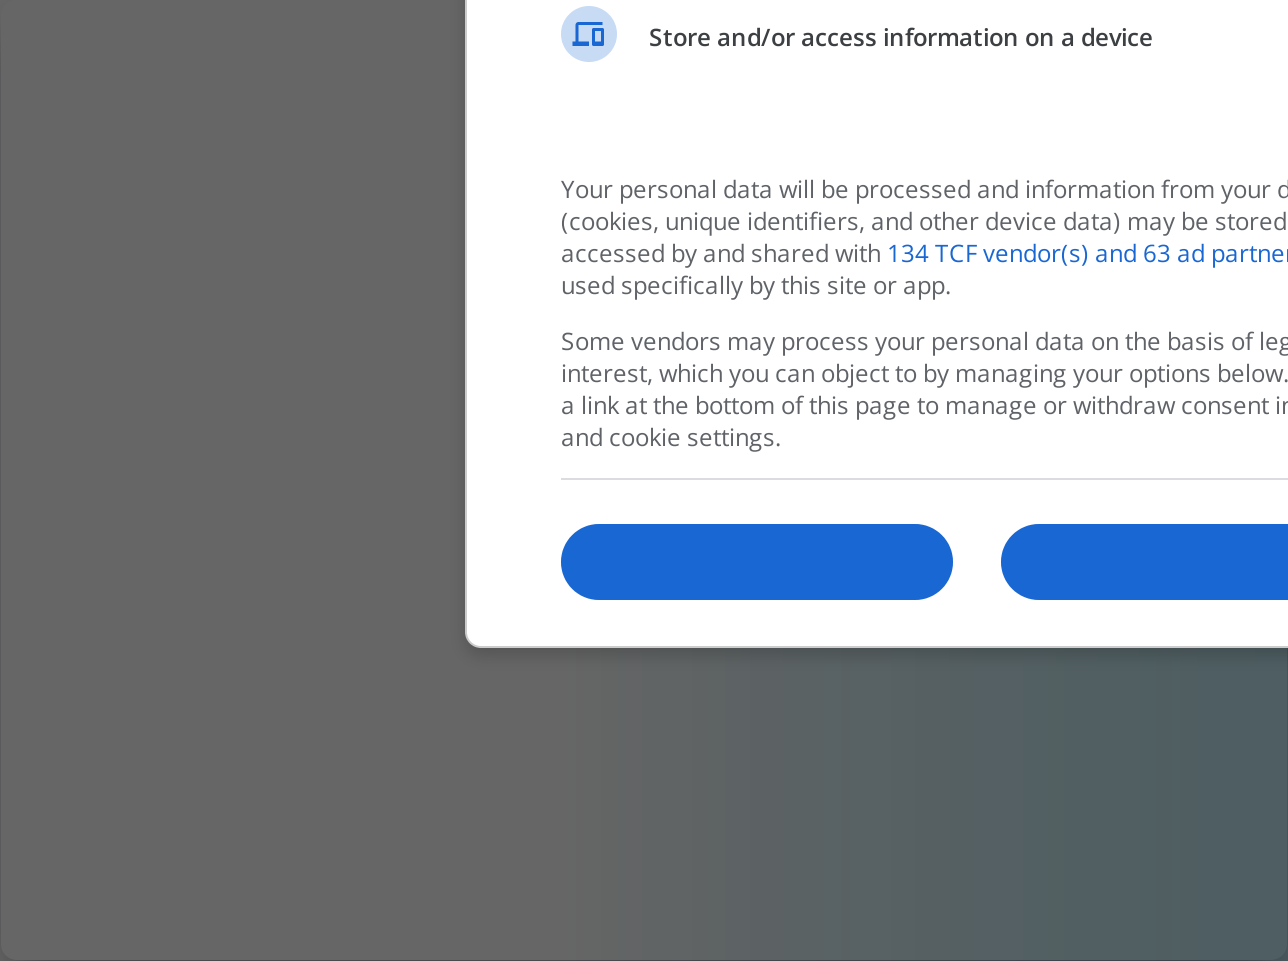 Store and/or access information on a device
Your personal data will be processed and information from your
(cookies, unique identifiers, and other device data) may be stored
accessed by and shared with 134 TCF vendor(s) and 63 ad
used specifically by this site or app.
Some vendors may process your personal data on the basis of
interest, which you can object to by managing your options below.
a link at the bottom of this page to manage or withdraw consent
and cookie settings.